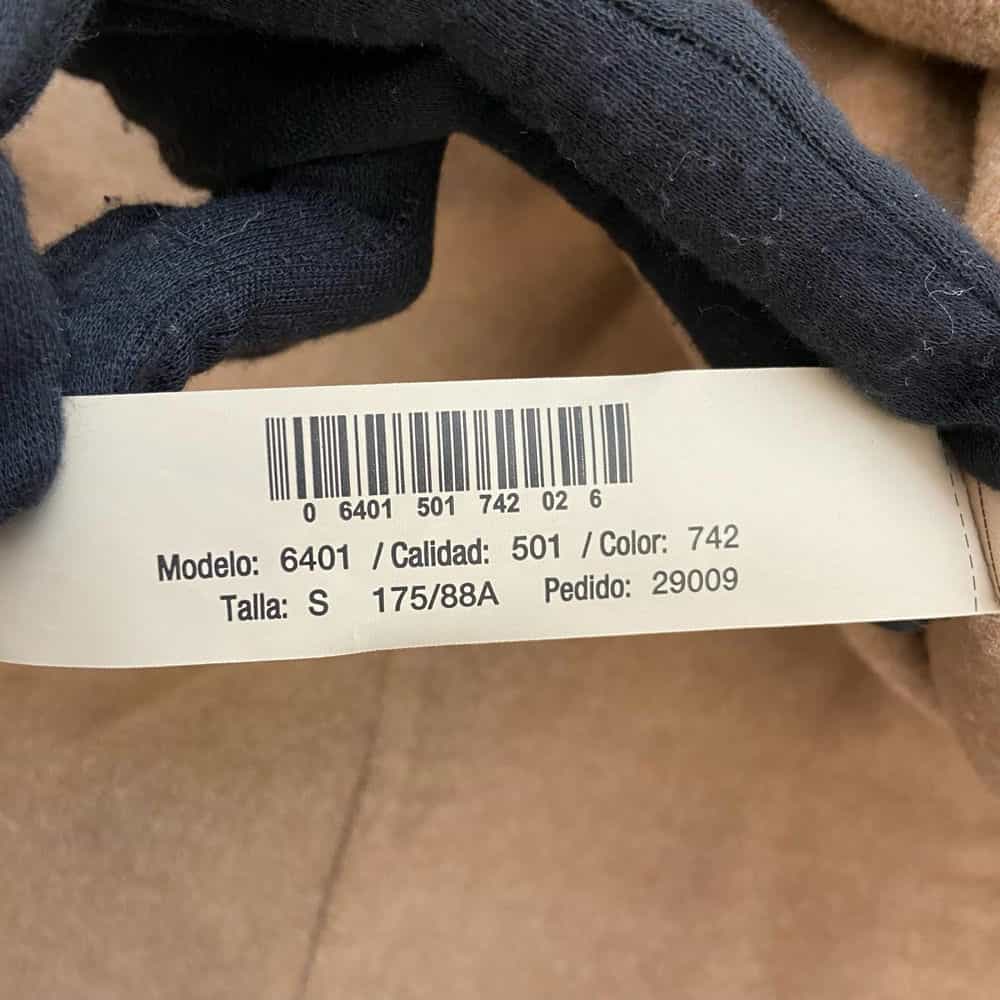 0 6401 501 742 02 6
Modelo: 6401 / Calidad: 501 / Color: 742
Talla: S 175/88A Pedido: 29009